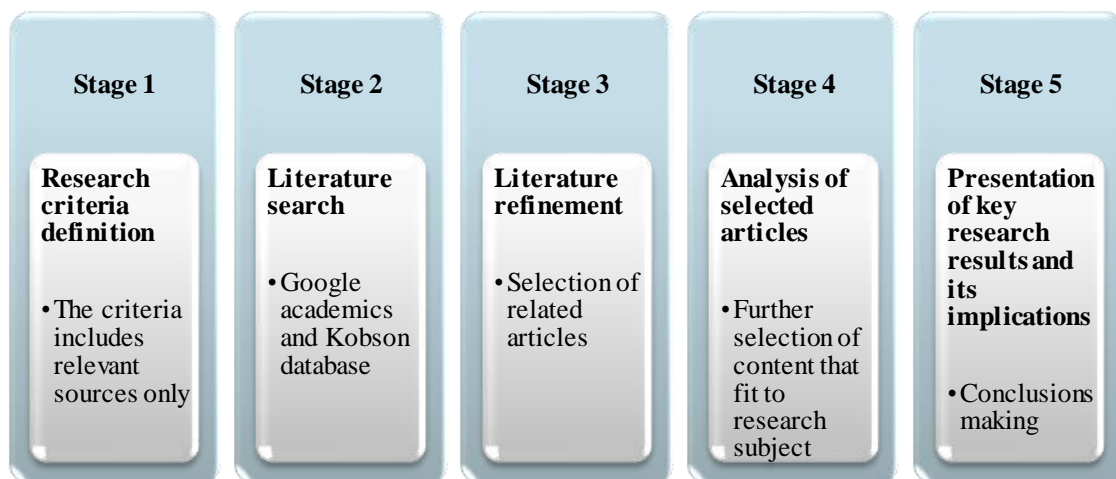 Stage 1
Research
criteria
definition
•The criteria
includes
relevant
sources only
Stage 2
Literature
search
•Google
academics
and Kobson
database
Stage 3
Literature
refinement
•Selection of
related
articles
Stage 4
Analysis of
selected
articles
•Further
selection of
content that
fit to
research
subject
Stage 5
Presentation
of key
research
results and
its
implications
•Conclusions
making